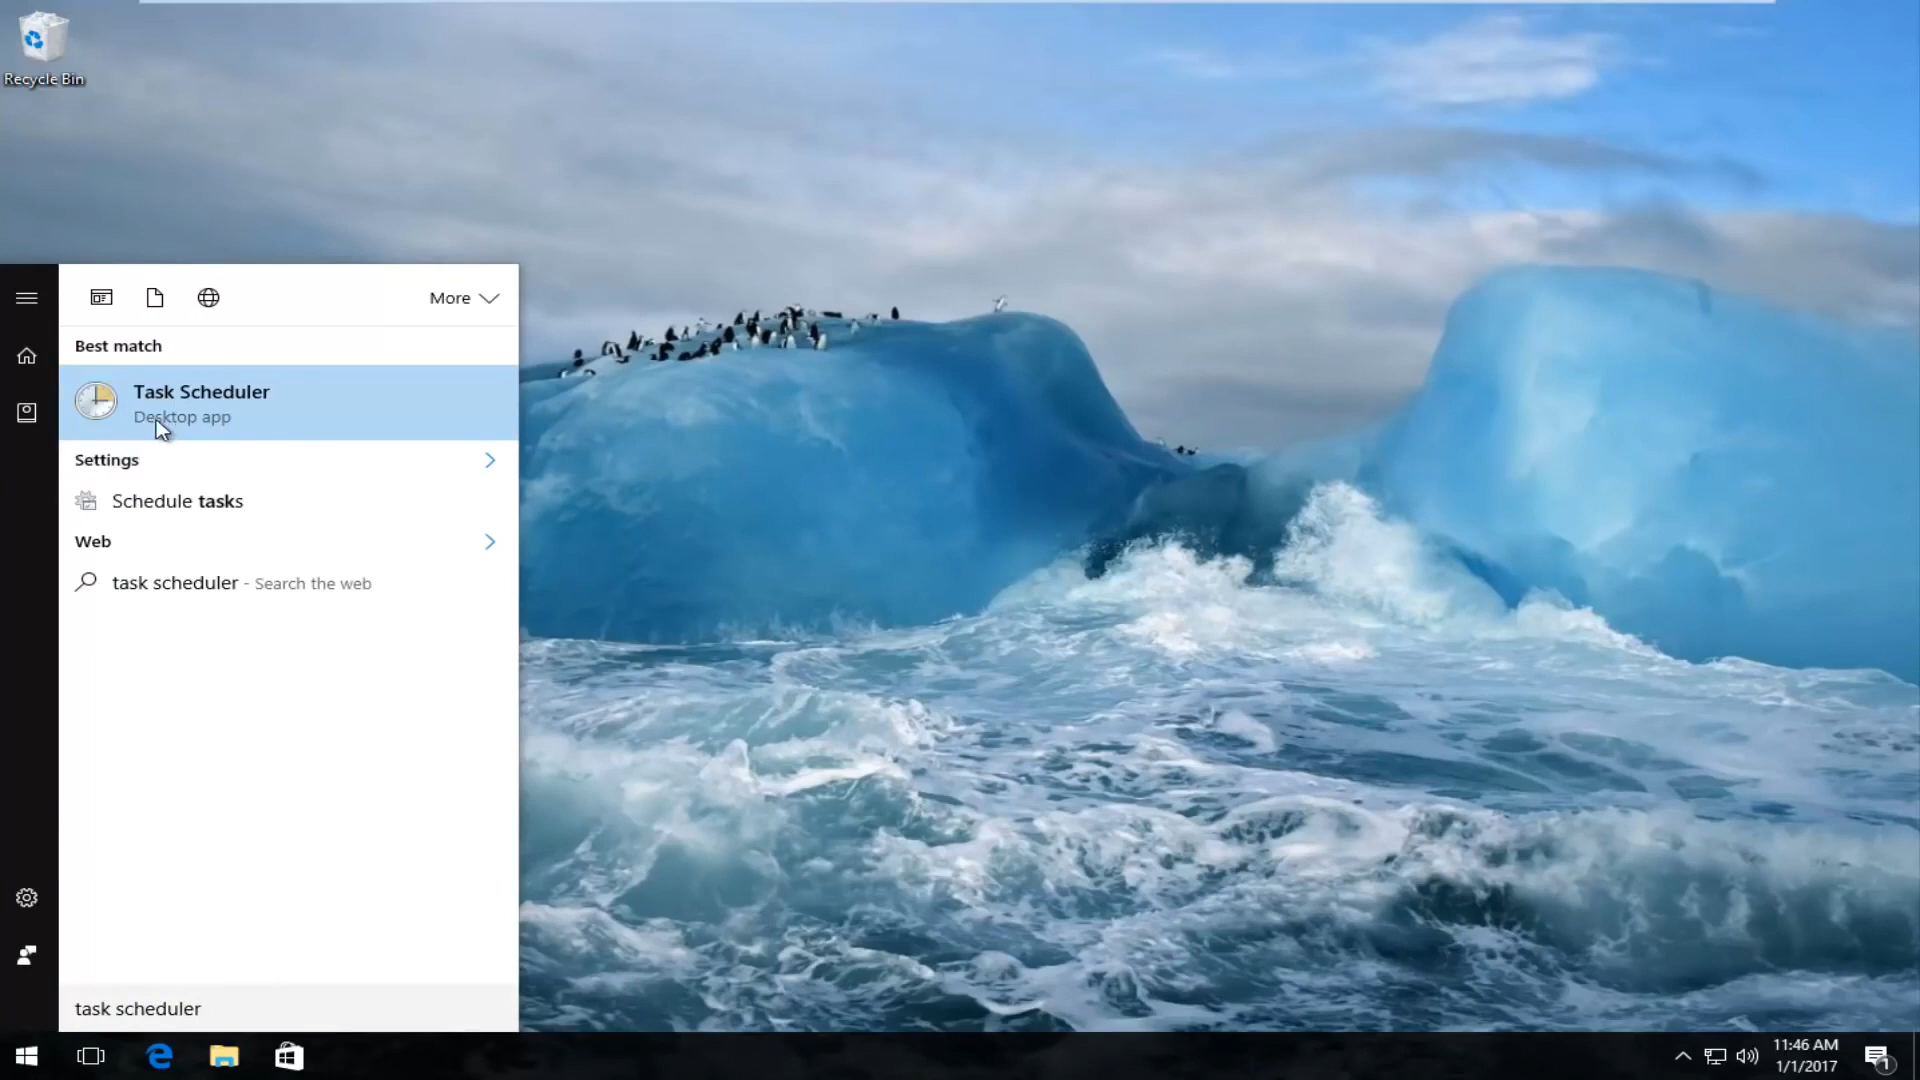 Recycle Bin
More
Best match
Task Scheduler
Desktop app
Settings
Schedule tasks
Web
task scheduler - Search the web
task scheduler
11:46 AM
1/1/2017
1